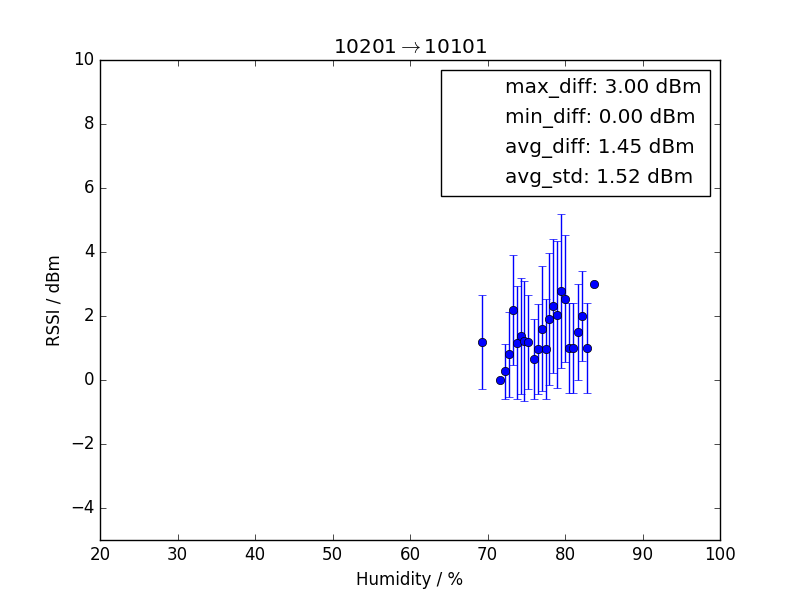 10201→10101
max_diff: 3.00 dBm
min_diff: 0.00 dBm
avg_diff: 1.45 dBm
avg_std: 1.52 dBm
RSSI / dBm
10
8
6
4
2
0
−2
−4
20 30 40 50 60 70 80 90 100
Humidity / %